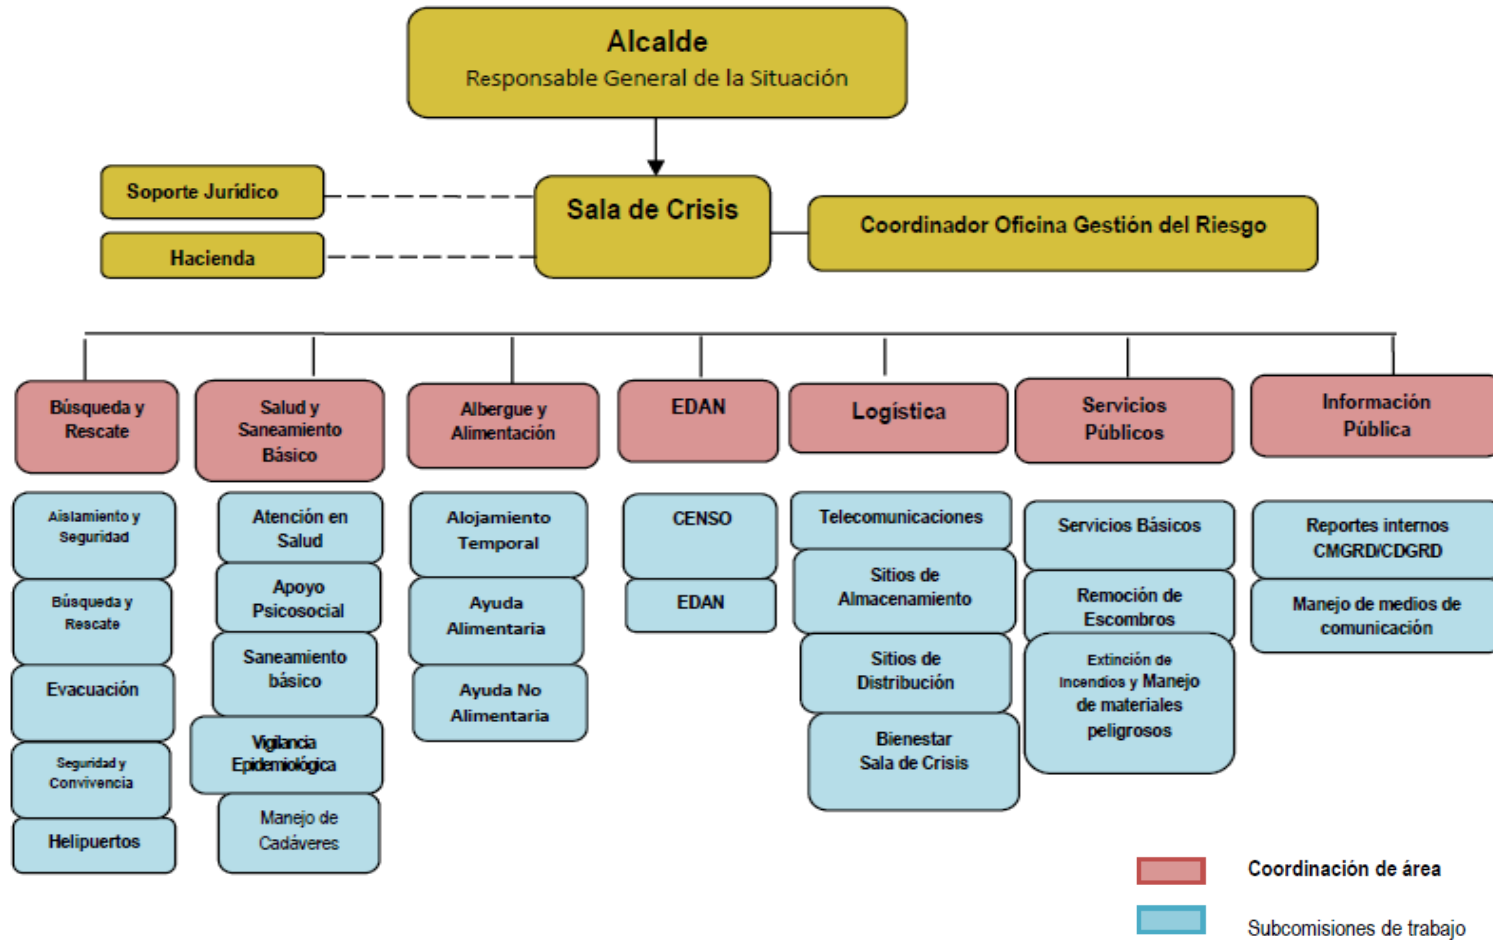 Alcalde
Responsable General de la Situación
Soporte Jurídico
Sala de Crisis
Coordinador Oficina Gestión del Riesgo
Hacienda
Búsqueda y
Rescate
Salud y
Saneamiento
Básico
Albergue y
Alimentación
EDAN
Logística
Servicios
Públicos
Información
Pública
Aislamiento y
Seguridad
Búsqueda y
Rescate
Evacuación
Seguridad y
Convivencia
Helipuertos
Atención en
Salud
Apoyo
Psicosocial
Saneamiento
básico
Vigilancia
Epidemiológica
Manejo de
Cadáveres
Alojamiento
Temporal
Ayuda
Alimentaria
Ayuda No
Alimentaria
CENSO
EDAN
Telecomunicaciones
Sitios de
Almacenamiento
Sitios de
Distribución
Bienestar
Sala de Crisis
Servicios Básicos
Remoción de
Escombros
Extinción de
Incendios y Manejo
de materiales
peligrosos
Reportes internos
CMGRD/CDGRD
Manejo de medios de
comunicación
Coordinación de área
Subcomisiones de trabajo